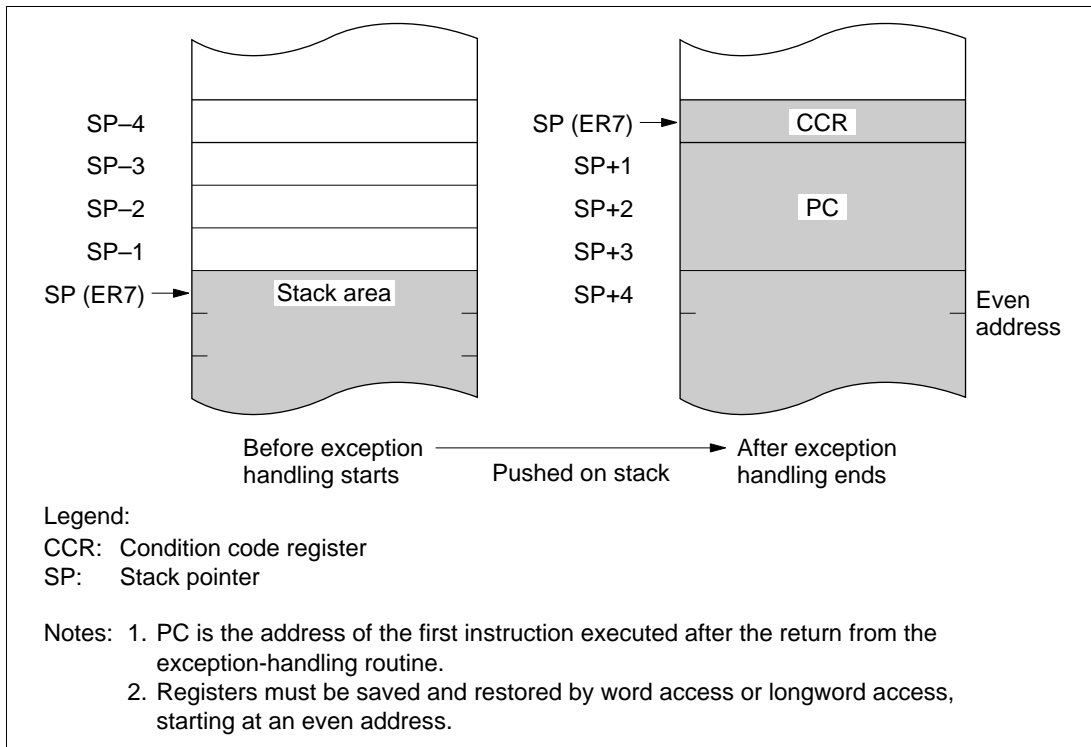 SP–4
SP–3
SP–2
SP–1
SP (ER7)
Stack area
SP (ER7)
CCR
SP+1
SP+2
PC
SP+3
SP+4
Even
address
Before exception
handling starts
Pushed on stack
After exception
handling ends
Legend:
CCR: Condition code register
SP: Stack pointer
Notes: 1. PC is the address of the first instruction executed after the return from the
exception-handling routine.
2. Registers must be saved and restored by word access or longword access,
starting at an even address.